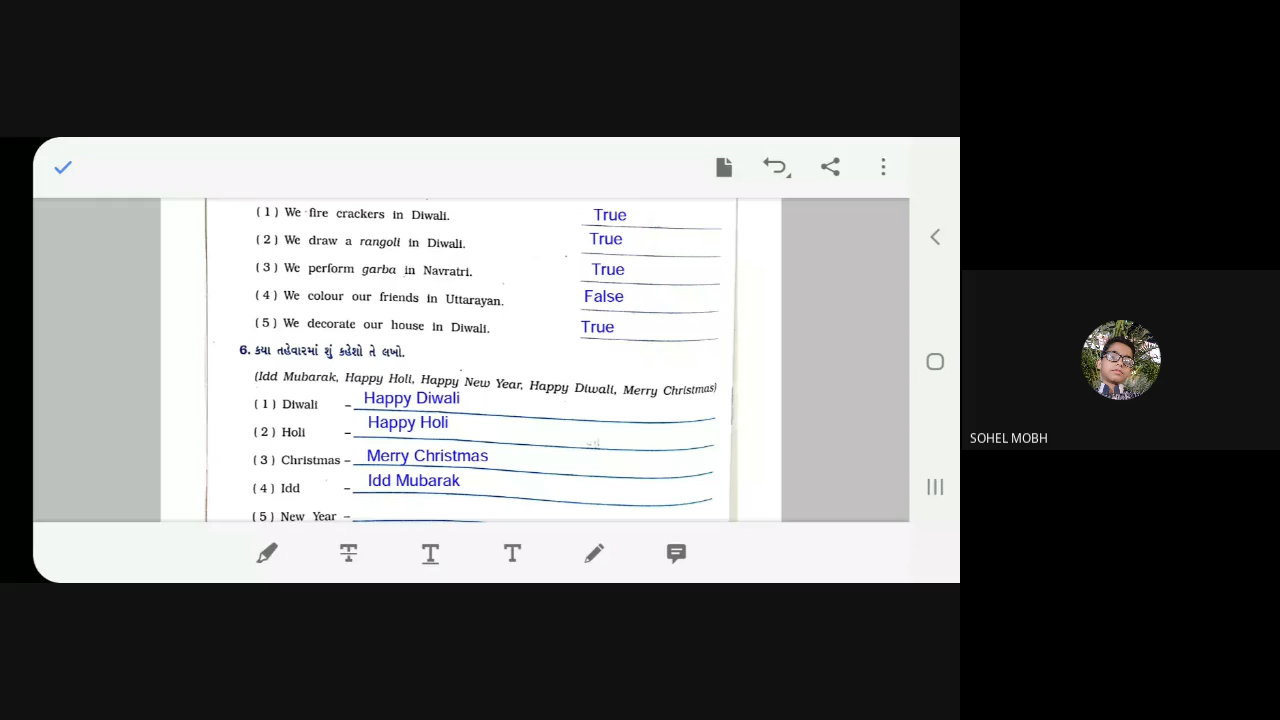 (1) We fire crackers in Diwali. True
(2) We draw a rangoli in Diwali. True
(3) We perform garba in Navratri. True
(4) We colour our friends in Uttarayan. False
(5) We decorate our house in Diwali. True
6. કયા તહેવારમાં શું કહેશો તે લખો.
(Idd Mubarak, Happy Holi, Happy New Year, Happy Diwali, Merry Christmas)
(1) Diwali – Happy Diwali
(2) Holi – Happy Holi
(3) Christmas – Merry Christmas
(4) Idd – Idd Mubarak
(5) New Year –
SOHEL MOBH